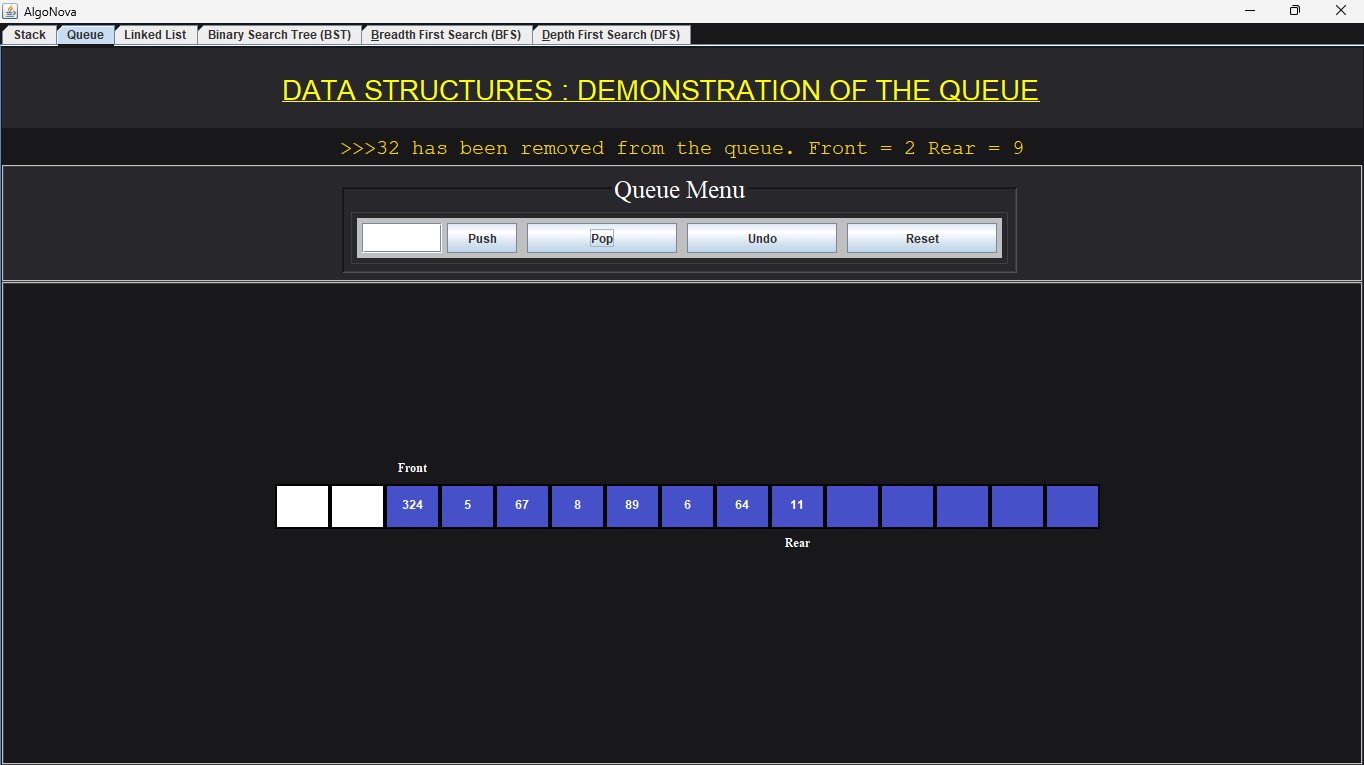 AlgoNova
Stack Queue Linked List Binary Search Tree (BST) Breadth First Search (BFS) Depth First Search (DFS)
DATA STRUCTURES : DEMONSTRATION OF THE QUEUE
>>>32 has been removed from the queue. Front = 2 Rear = 9
Queue Menu
Push Pop Undo Reset
Front
324 5 67 8 89 6 64 11
Rear